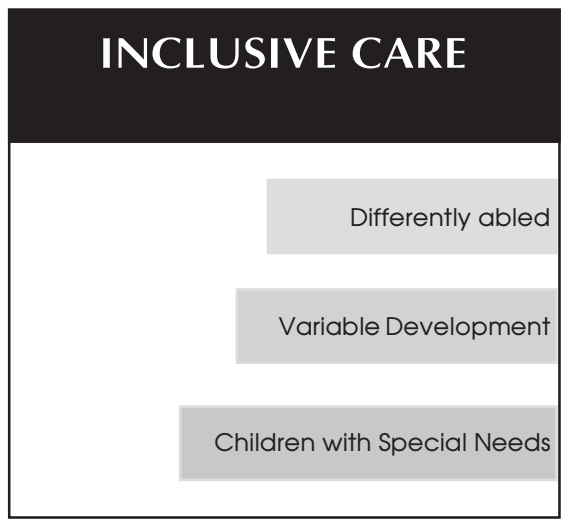 INCLUSIVE CARE
Differently abled
Variable Development
Children with Special Needs